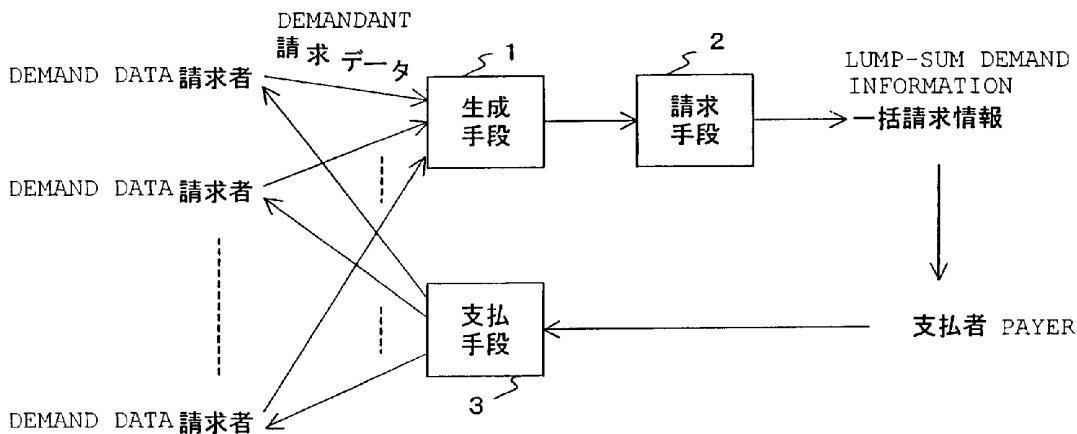 DEMANDANT
請求データ
1
2
LUMP-SUM DEMAND
INFORMATION
一括請求情報
DEMAND DATA 請求者
生成
手段
請求
手段
DEMAND DATA 請求者
支払
手段
3
支払者 PAYER
DEMAND DATA 請求者